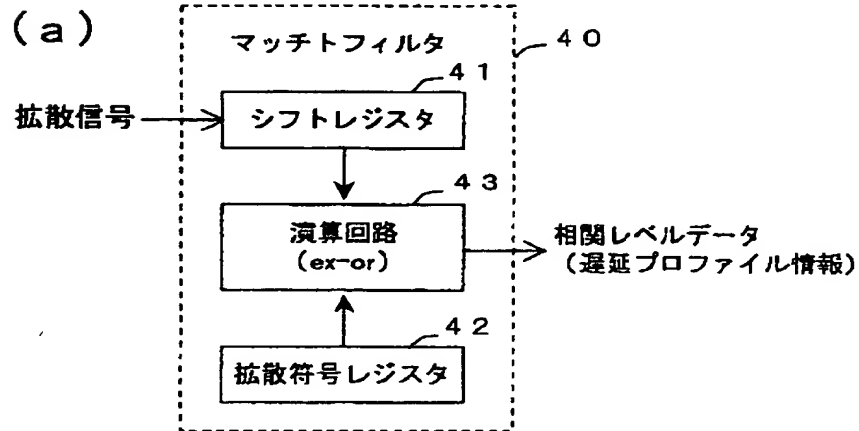 (a)
マッチトフィルタ
40
41
拡散信号
シフトレジスタ
43
演算回路
(ex-or)
相関レベルデータ
(遅延プロファイル情報)
42
拡散符号レジスタ